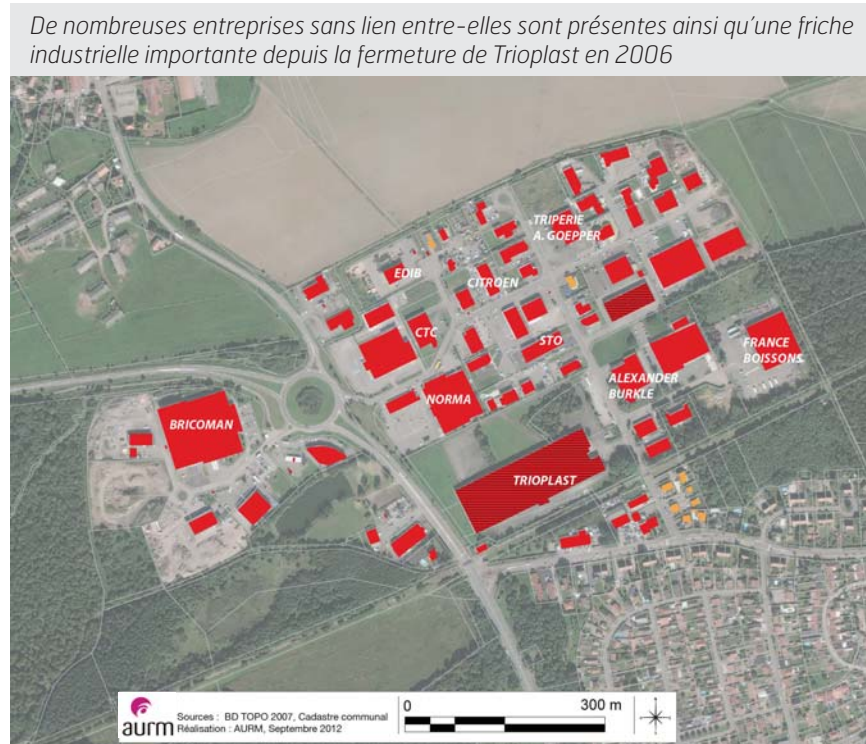 De nombreuses entreprises sans lien entre-elles sont présentes ainsi qu'une friche
industrielle importante depuis la fermeture de Trioplast en 2006
TRIPERIE
A. GOEPPER
EDIB
CITROEN
CTC
STO
FRANCE
BOISSONS
ALEXANDER
BURKLE
NORMA
BRICOMAN
TRIOPLAST
aurm
Sources : BD TOPO 2007, Cadastre communal
Réalisation : AURM, Septembre 2012
0 300 m